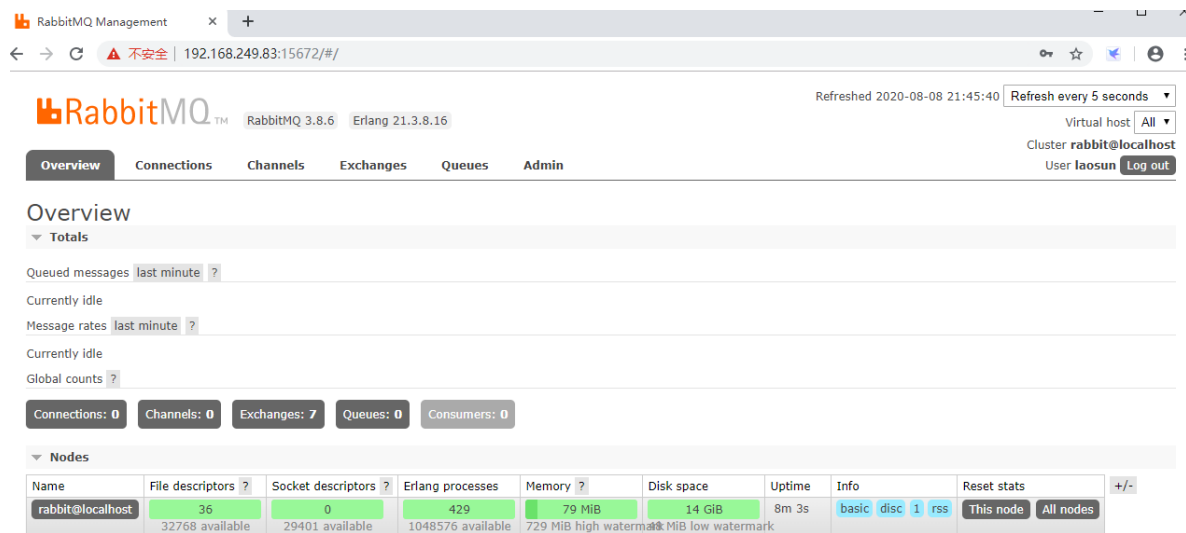 RabbitMQ Management
不安全 | 192.168.249.83:15672/#/
RabbitMQ TM RabbitMQ 3.8.6 Erlang 21.3.8.16
Refreshed 2020-08-08 21:45:40 Refresh every 5 seconds
Virtual host All
Cluster rabbit@localhost
User laosun Log out
Overview Connections Channels Exchanges Queues Admin
Overview
Totals
Queued messages last minute ?
Currently idle
Message rates last minute ?
Currently idle
Global counts ?
Connections: 0 Channels: 0 Exchanges: 7 Queues: 0 Consumers: 0
Nodes
Name File descriptors ? Socket descriptors ? Erlang processes Memory ? Disk space Uptime Info Reset stats +/-
rabbit@localhost 36 0 429 79 MiB 14 GiB 8m 3s basic disc 1 rss This node All nodes
32768 available 29401 available 1048576 available 729 MiB high watermark 48 MiB low watermark